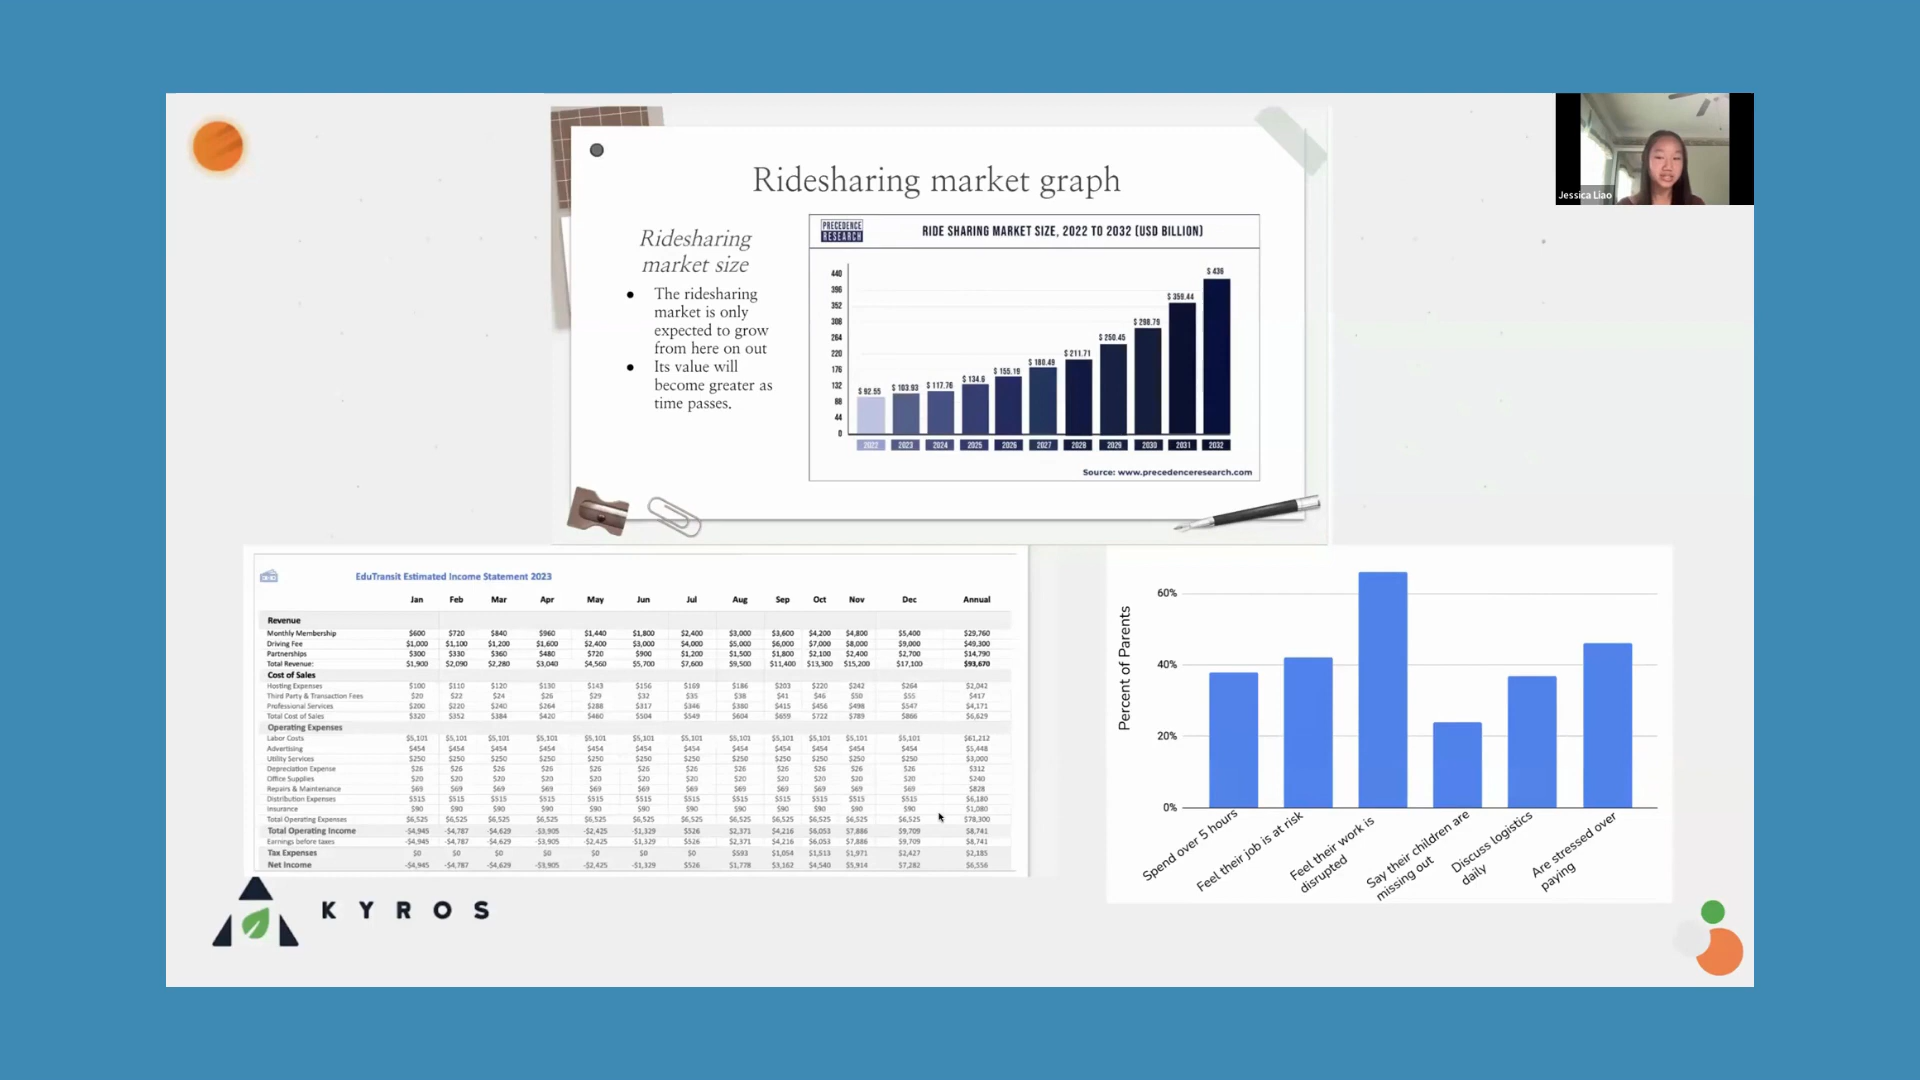 Jessica Liao
Ridesharing market graph
Ridesharing
market size
● The ridesharing
market is only
expected to grow
from here on out
● Its value will
become greater as
time passes.
PRECEDENCE
RESEARCH
RIDE SHARING MARKET SIZE, 2022 TO 2032 (USD BILLION)
440
396
352
308
264
220
176
132
88
44
0
$ 92.55
$ 103.93
$ 117.76
$ 134.6
$ 155.19
$ 180.49
$ 211.71
$ 250.45
$ 298.79
$ 359.44
$ 436
2022 2023 2024 2025 2026 2027 2028 2029 2030 2031 2032
Source: www.precedenceresearch.com
EduTransit Estimated Income Statement 2023
Jan Feb Mar Apr May Jun Jul Aug Sep Oct Nov Dec Annual
Revenue
Monthly Membership $600 $720 $840 $960 $1,440 $1,800 $2,400 $3,000 $3,600 $4,200 $4,800 $5,400 $29,760
Driving Fee $1,000 $1,100 $1,200 $1,600 $2,400 $3,000 $4,000 $5,000 $6,000 $7,000 $8,000 $9,000 $49,300
Partnerships $300 $330 $360 $480 $720 $900 $1,200 $1,500 $1,800 $2,100 $2,400 $2,700 $14,790
Total Revenue: $1,900 $2,090 $2,280 $3,040 $4,560 $5,700 $7,600 $9,500 $11,400 $13,300 $15,200 $17,100 $93,670
Cost of Sales
Hosting Expenses $100 $110 $120 $130 $143 $156 $169 $186 $203 $220 $242 $264 $2,042
Third Party & Transaction Fees $20 $22 $24 $26 $29 $32 $35 $38 $41 $46 $50 $55 $417
Professional Services $200 $220 $240 $264 $288 $317 $346 $380 $415 $456 $498 $547 $4,171
Total Cost of Sales $320 $352 $384 $420 $460 $504 $549 $604 $659 $722 $789 $866 $6,629
Operating Expenses
Labor Costs $5,101 $5,101 $5,101 $5,101 $5,101 $5,101 $5,101 $5,101 $5,101 $5,101 $5,101 $5,101 $61,212
Advertising $454 $454 $454 $454 $454 $454 $454 $454 $454 $454 $454 $454 $5,448
Utility Services $250 $250 $250 $250 $250 $250 $250 $250 $250 $250 $250 $250 $3,000
Depreciation Expense $26 $26 $26 $26 $26 $26 $26 $26 $26 $26 $26 $26 $312
Office Supplies $20 $20 $20 $20 $20 $20 $20 $20 $20 $20 $20 $20 $240
Repairs & Maintenance $69 $69 $69 $69 $69 $69 $69 $69 $69 $69 $69 $69 $828
Distribution Expenses $515 $515 $515 $515 $515 $515 $515 $515 $515 $515 $515 $515 $6,180
Insurance $90 $90 $90 $90 $90 $90 $90 $90 $90 $90 $90 $90 $1,080
Total Operating Expenses $6,525 $6,525 $6,525 $6,525 $6,525 $6,525 $6,525 $6,525 $6,525 $6,525 $6,525 $6,525 $78,300
Total Operating Income -$4,945 -$4,787 -$4,629 -$3,905 -$2,425 -$1,329 $526 $2,371 $4,216 $6,053 $7,886 $9,709 $8,741
Earnings before taxes -$4,945 -$4,787 -$4,629 -$3,905 -$2,425 -$1,329 $526 $2,371 $4,216 $6,053 $7,886 $9,709 $8,741
Tax Expenses $0 $0 $0 $0 $0 $0 $0 $593 $1,054 $1,513 $1,971 $2,427 $2,185
Net Income -$4,945 -$4,787 -$4,629 -$3,905 -$2,425 -$1,329 $526 $1,778 $3,162 $4,540 $5,914 $7,282 $6,556
Percent of Parents
60%
40%
20%
0%
Spend over 5 hours
Feel their job is at risk
Feel their work is
disrupted
Say their children are
missing out
Discuss logistics
daily
Are stressed over
paying
KYROS